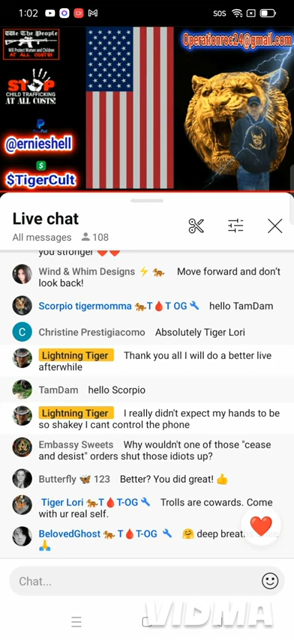 1:02
SOS
We The People
Will Protect Women and Children
AT ALL COSTS!
Operationroc24@gmail.com
STOP
CHILD TRAFFICKING
AT ALL COSTS!
@ernieshell
$TigerCult
Live chat
All messages 108
you stronger ❤️❤️
Wind & Whim Designs ⚡🐅 Move forward and don't
look back!
Scorpio tigermomma 🐅T🩸T OG🔧 hello TamDam
C Christine Prestigiacomo Absolutely Tiger Lori
Lightning Tiger Thank you all I will do a better live
afterwhile
TamDam hello Scorpio
Lightning Tiger I really didn't expect my hands to be
so shakey I cant control the phone
Embassy Sweets Why wouldn't one of those "cease
and desist" orders shut those idiots up?
Butterfly 🦋 123 Better? You did great! 👍
Tiger Lori 🐅T🩸T-OG🔧 Trolls are cowards. Come
with ur real self.
BelovedGhost 🐅T🩸T-OG🔧 🤗 deep breat
🙏
Chat...
VIDMA